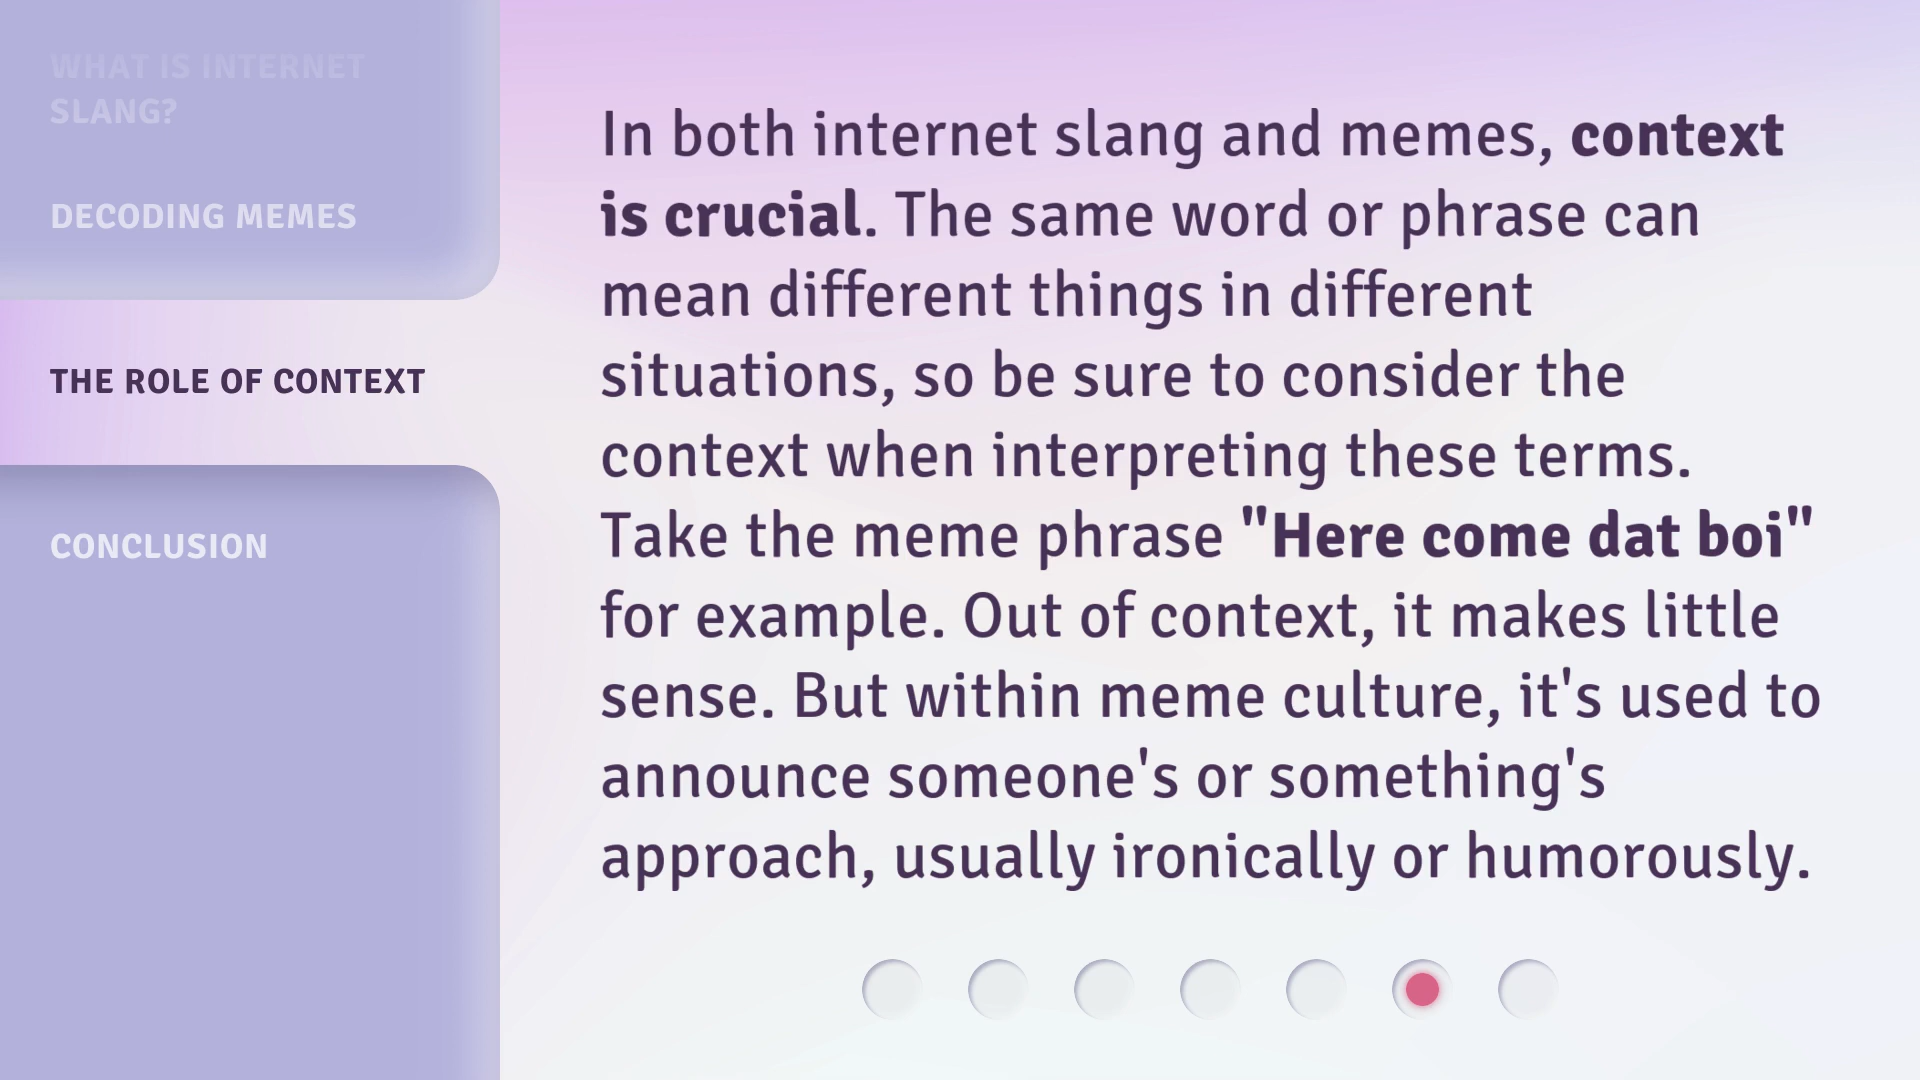 WHAT IS INTERNET
SLANG?
DECODING MEMES
THE ROLE OF CONTEXT
CONCLUSION
In both internet slang and memes, context
is crucial. The same word or phrase can
mean different things in different
situations, so be sure to consider the
context when interpreting these terms.
Take the meme phrase "Here come dat boi"
for example. Out of context, it makes little
sense. But within meme culture, it's used to
announce someone's or something's
approach, usually ironically or humorously.